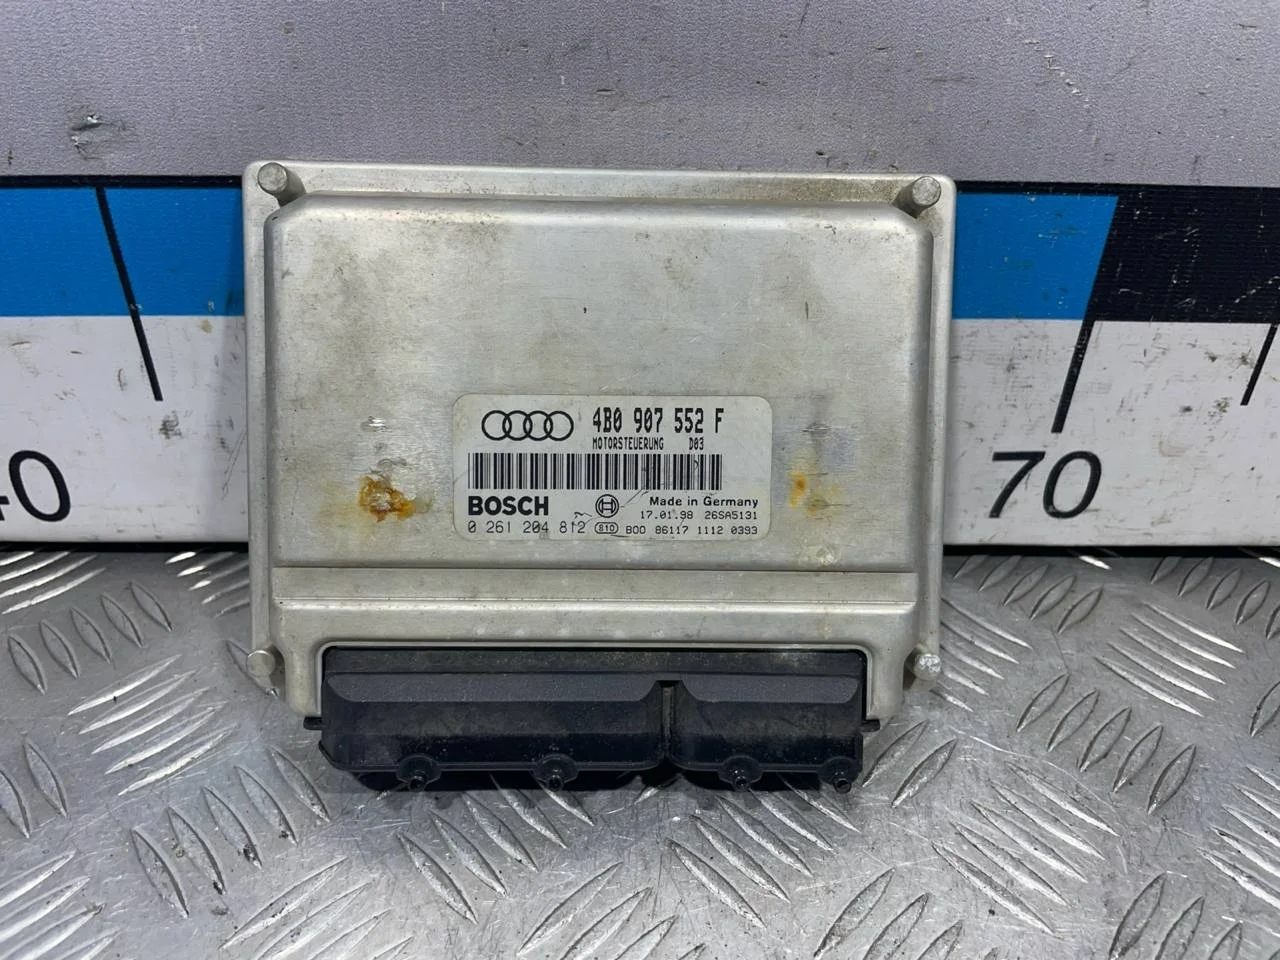 4B0 907 552 F
MOTORSTEUERUNG D03
BOSCH
Made in Germany
17.01.98 26SA5131
0 261 204 812 810 B00 86117 1112 0393
40
70